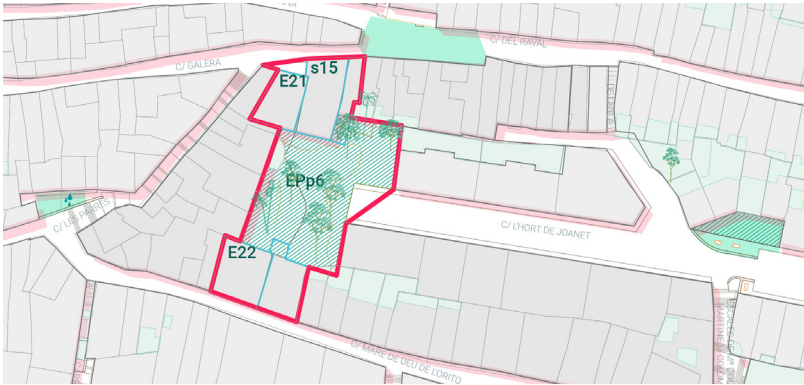 C/ DEL RAVAL
C/ GALERA
s15
E21
EPp6
C/ LES PARRES
C/ L'HORT DE JOANET
E22
C/ MARE DE DEU DE L'ORITO